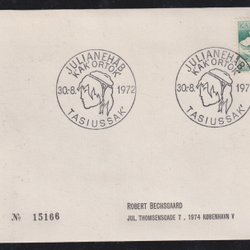 JULIANEHÅB
KAKORTOK
30.-8. 1972
TASIUSSAK
JULIANEHÅB
KAKORTOK
30.-8. 1972
TASIUSSAK
ROBERT BECHSGAARD
JUL. THOMSENSGADE 7 , 1974 KØBENHAVN V
№ 15166